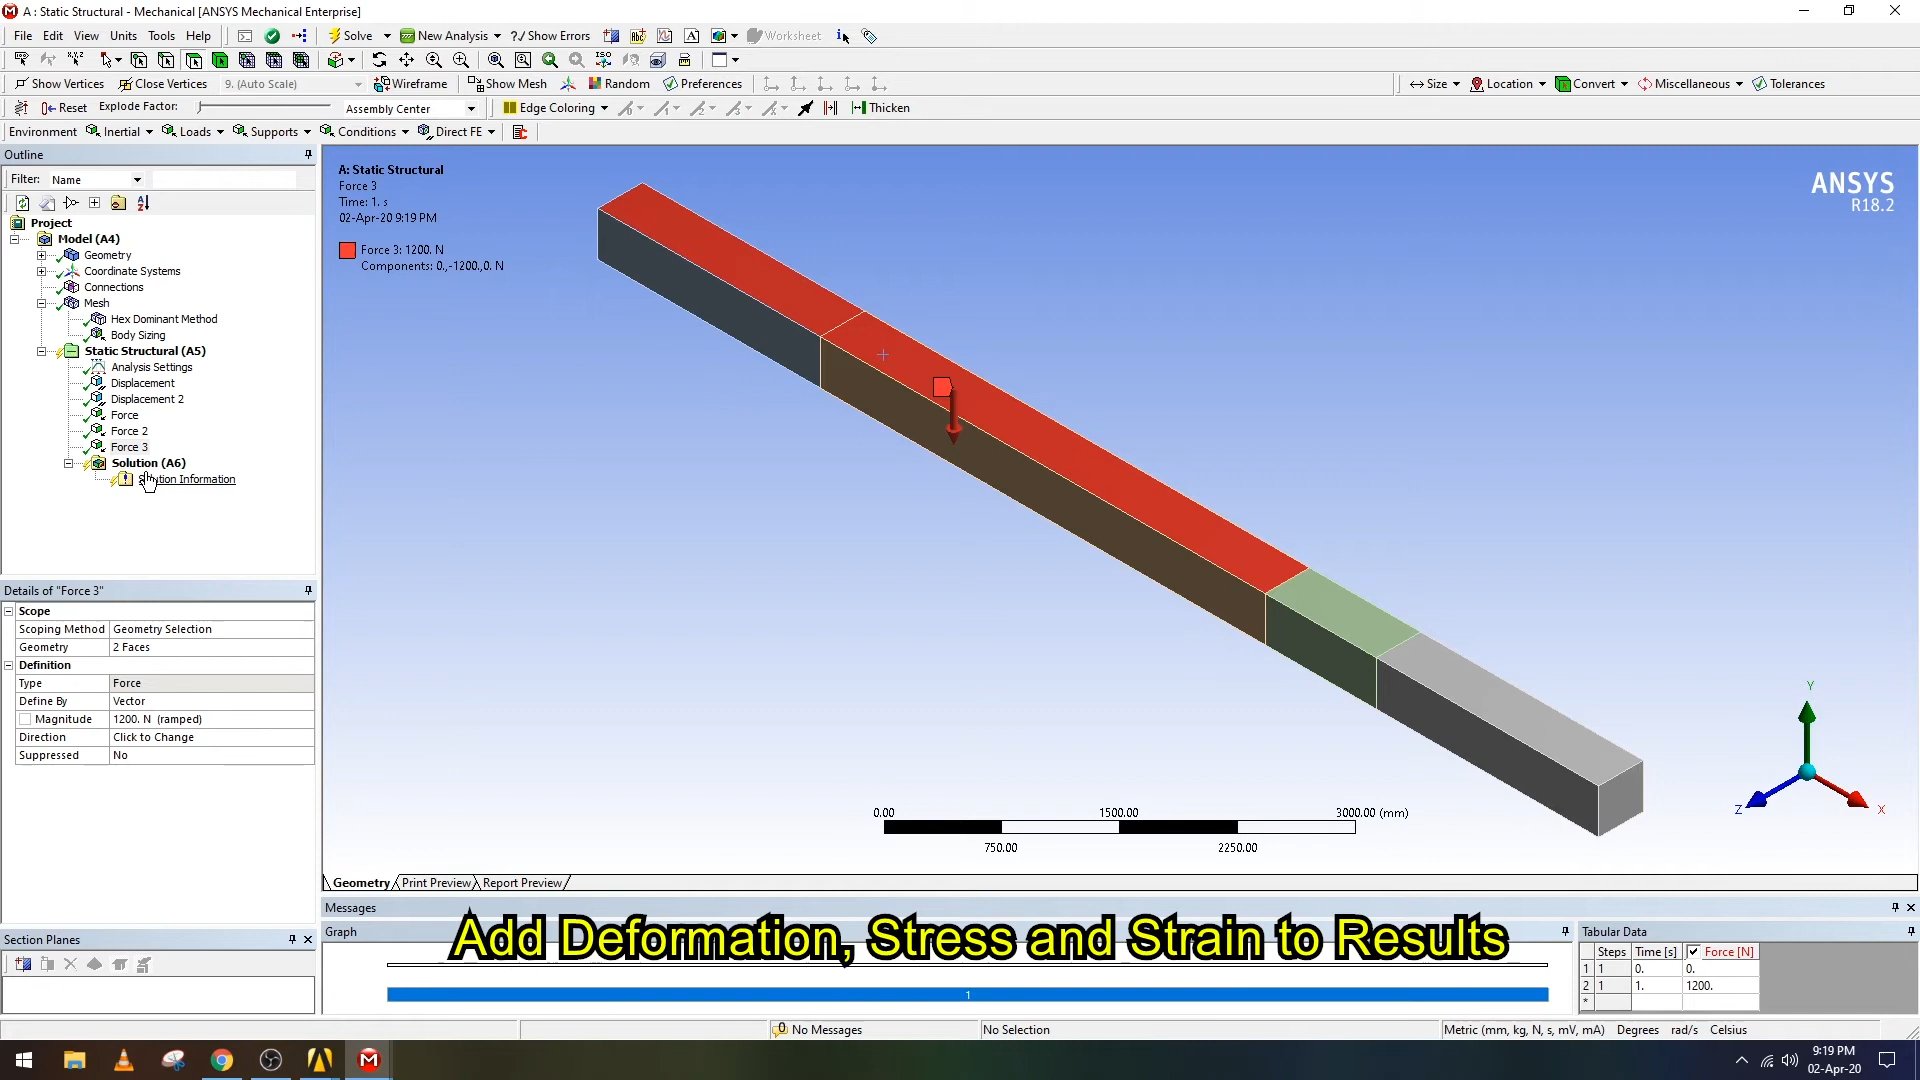 A : Static Structural - Mechanical [ANSYS Mechanical Enterprise]
File Edit View Units Tools Help Solve New Analysis Show Errors Worksheet
Show Vertices Close Vertices 9. (Auto Scale) Wireframe Show Mesh Random Preferences Size Location Convert Miscellaneous Tolerances
Reset Explode Factor: Assembly Center Edge Coloring Thicken
Environment Inertial Loads Supports Conditions Direct FE
Outline
Filter: Name
Project
Model (A4)
Geometry
Coordinate Systems
Connections
Mesh
Hex Dominant Method
Body Sizing
Static Structural (A5)
Analysis Settings
Displacement
Displacement 2
Force
Force 2
Force 3
Solution (A6)
Information
Details of "Force 3"
Scope
Scoping Method Geometry Selection
Geometry 2 Faces
Definition
Type Force
Define By Vector
Magnitude 1200. N (ramped)
Direction Click to Change
Suppressed No
Section Planes
A: Static Structural
Force 3
Time: 1. s
02-Apr-20 9:19 PM
Force 3: 1200. N
Components: 0.,-1200.,0. N
ANSYS
R18.2
Y
Z
X
0.00 1500.00 3000.00 (mm)
750.00 2250.00
Geometry Print Preview Report Preview
Messages
Graph
Add Deformation, Stress and Strain to Results
1
Tabular Data
Steps Time [s] Force [N]
1 1 0. 0.
2 1 1. 1200.
*
0 No Messages No Selection Metric (mm, kg, N, s, mV, mA) Degrees rad/s Celsius
9:19 PM
02-Apr-20